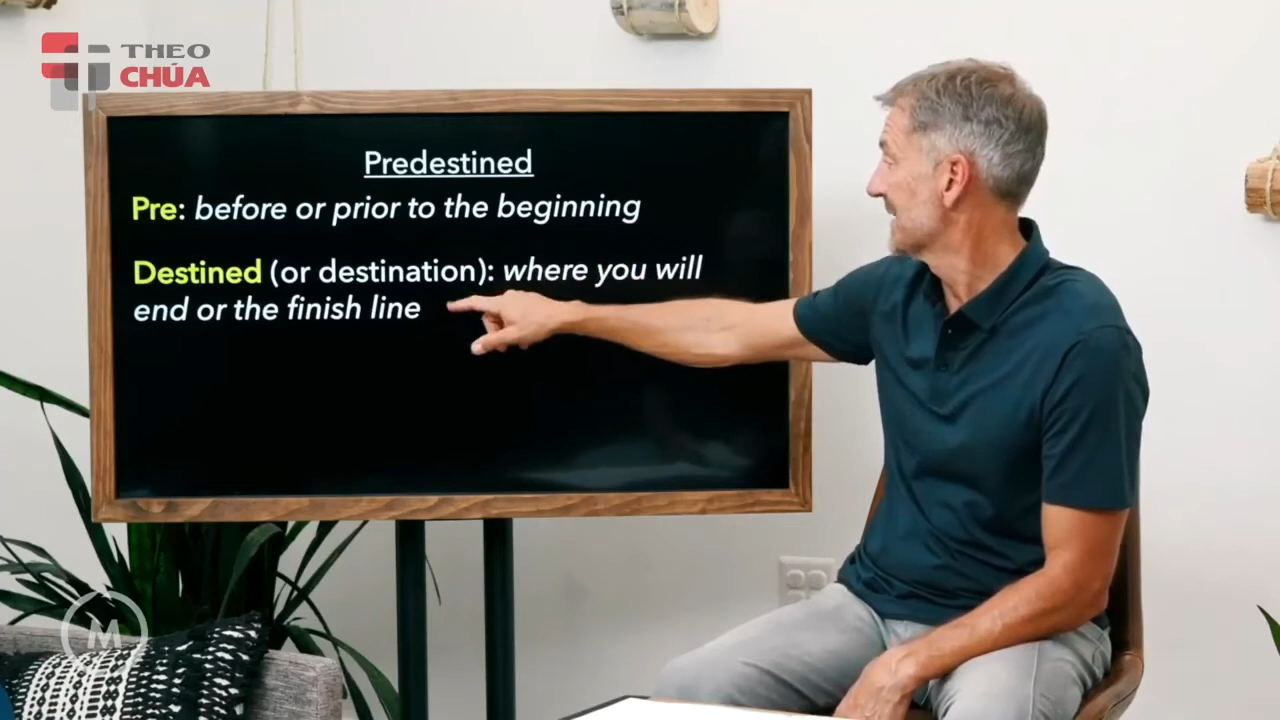 THEO
CHÚA
Predestined
Pre: before or prior to the beginning
Destined (or destination): where you will
end or the finish line
M